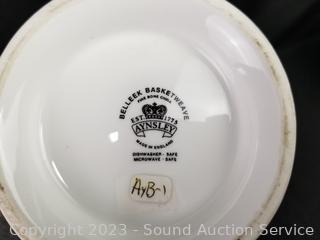 BELLEEK BASKETWEAVE
FINE BONE CHINA
EST. 1775
AYNSLEY
MADE IN ENGLAND
DISHWASHER - SAFE
MICROWAVE - SAFE
AyB-1
Copyright 2023 - Sound Auction Service